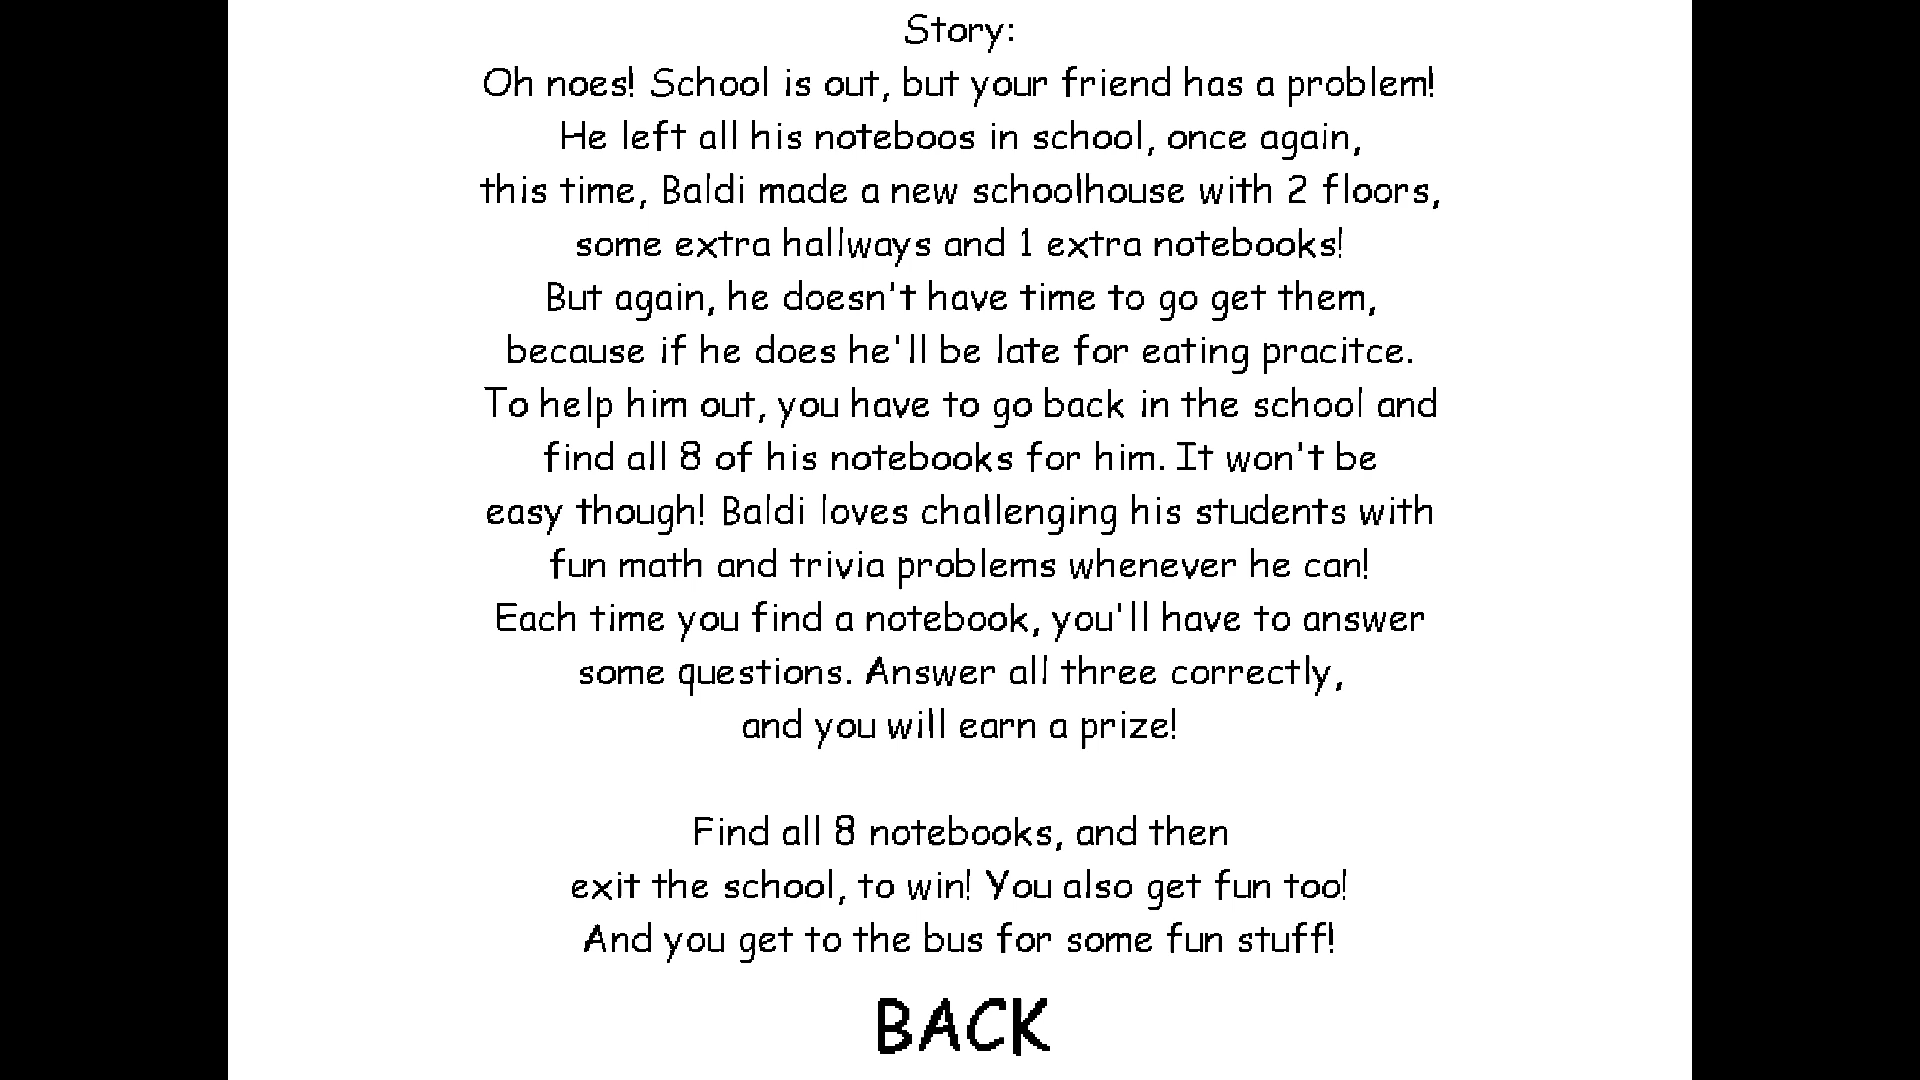 Story:
Oh noes! School is out, but your friend has a problem!
He left all his noteboos in school, once again,
this time, Baldi made a new schoolhouse with 2 floors,
some extra hallways and 1 extra notebooks!
But again, he doesn't have time to go get them,
because if he does he'll be late for eating pracitce.
To help him out, you have to go back in the school and
find all 8 of his notebooks for him. It won't be
easy though! Baldi loves challenging his students with
fun math and trivia problems whenever he can!
Each time you find a notebook, you'll have to answer
some questions. Answer all three correctly,
and you will earn a prize!
Find all 8 notebooks, and then
exit the school, to win! You also get fun too!
And you get to the bus for some fun stuff!
BACK